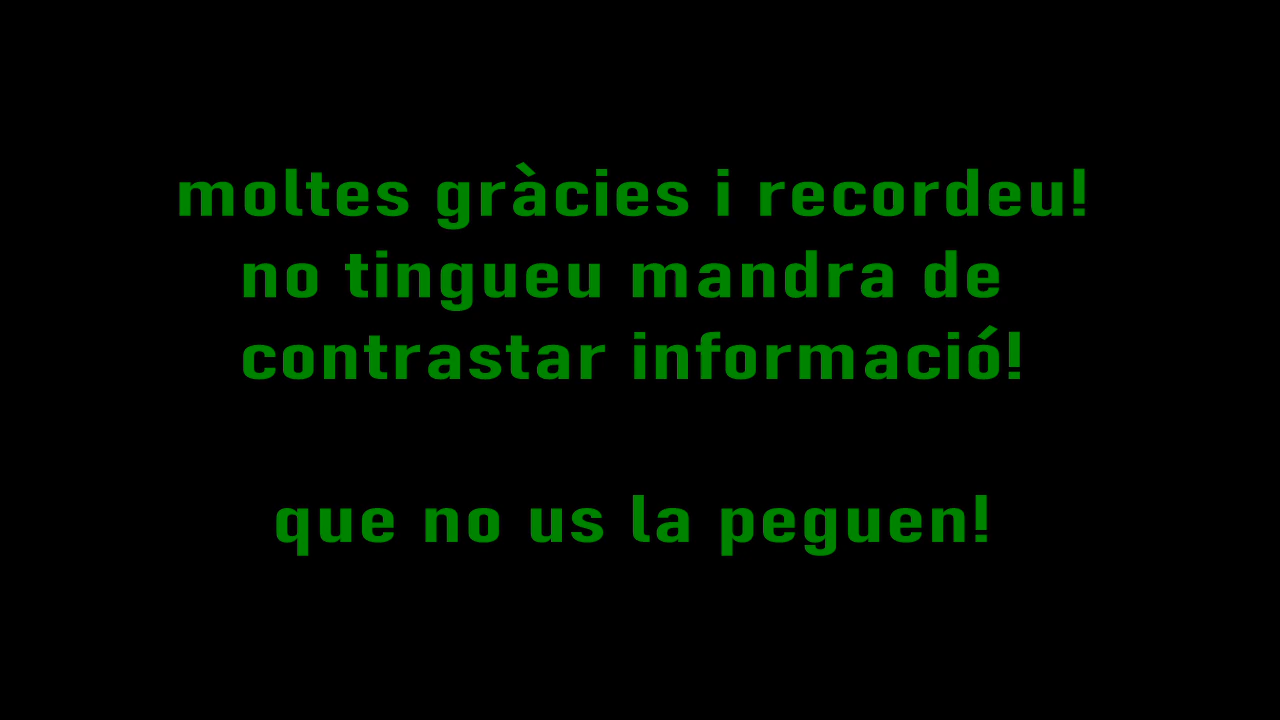 moltes gràcies i recordeu!
no tingueu mandra de
contrastar informació!
que no us la peguen!